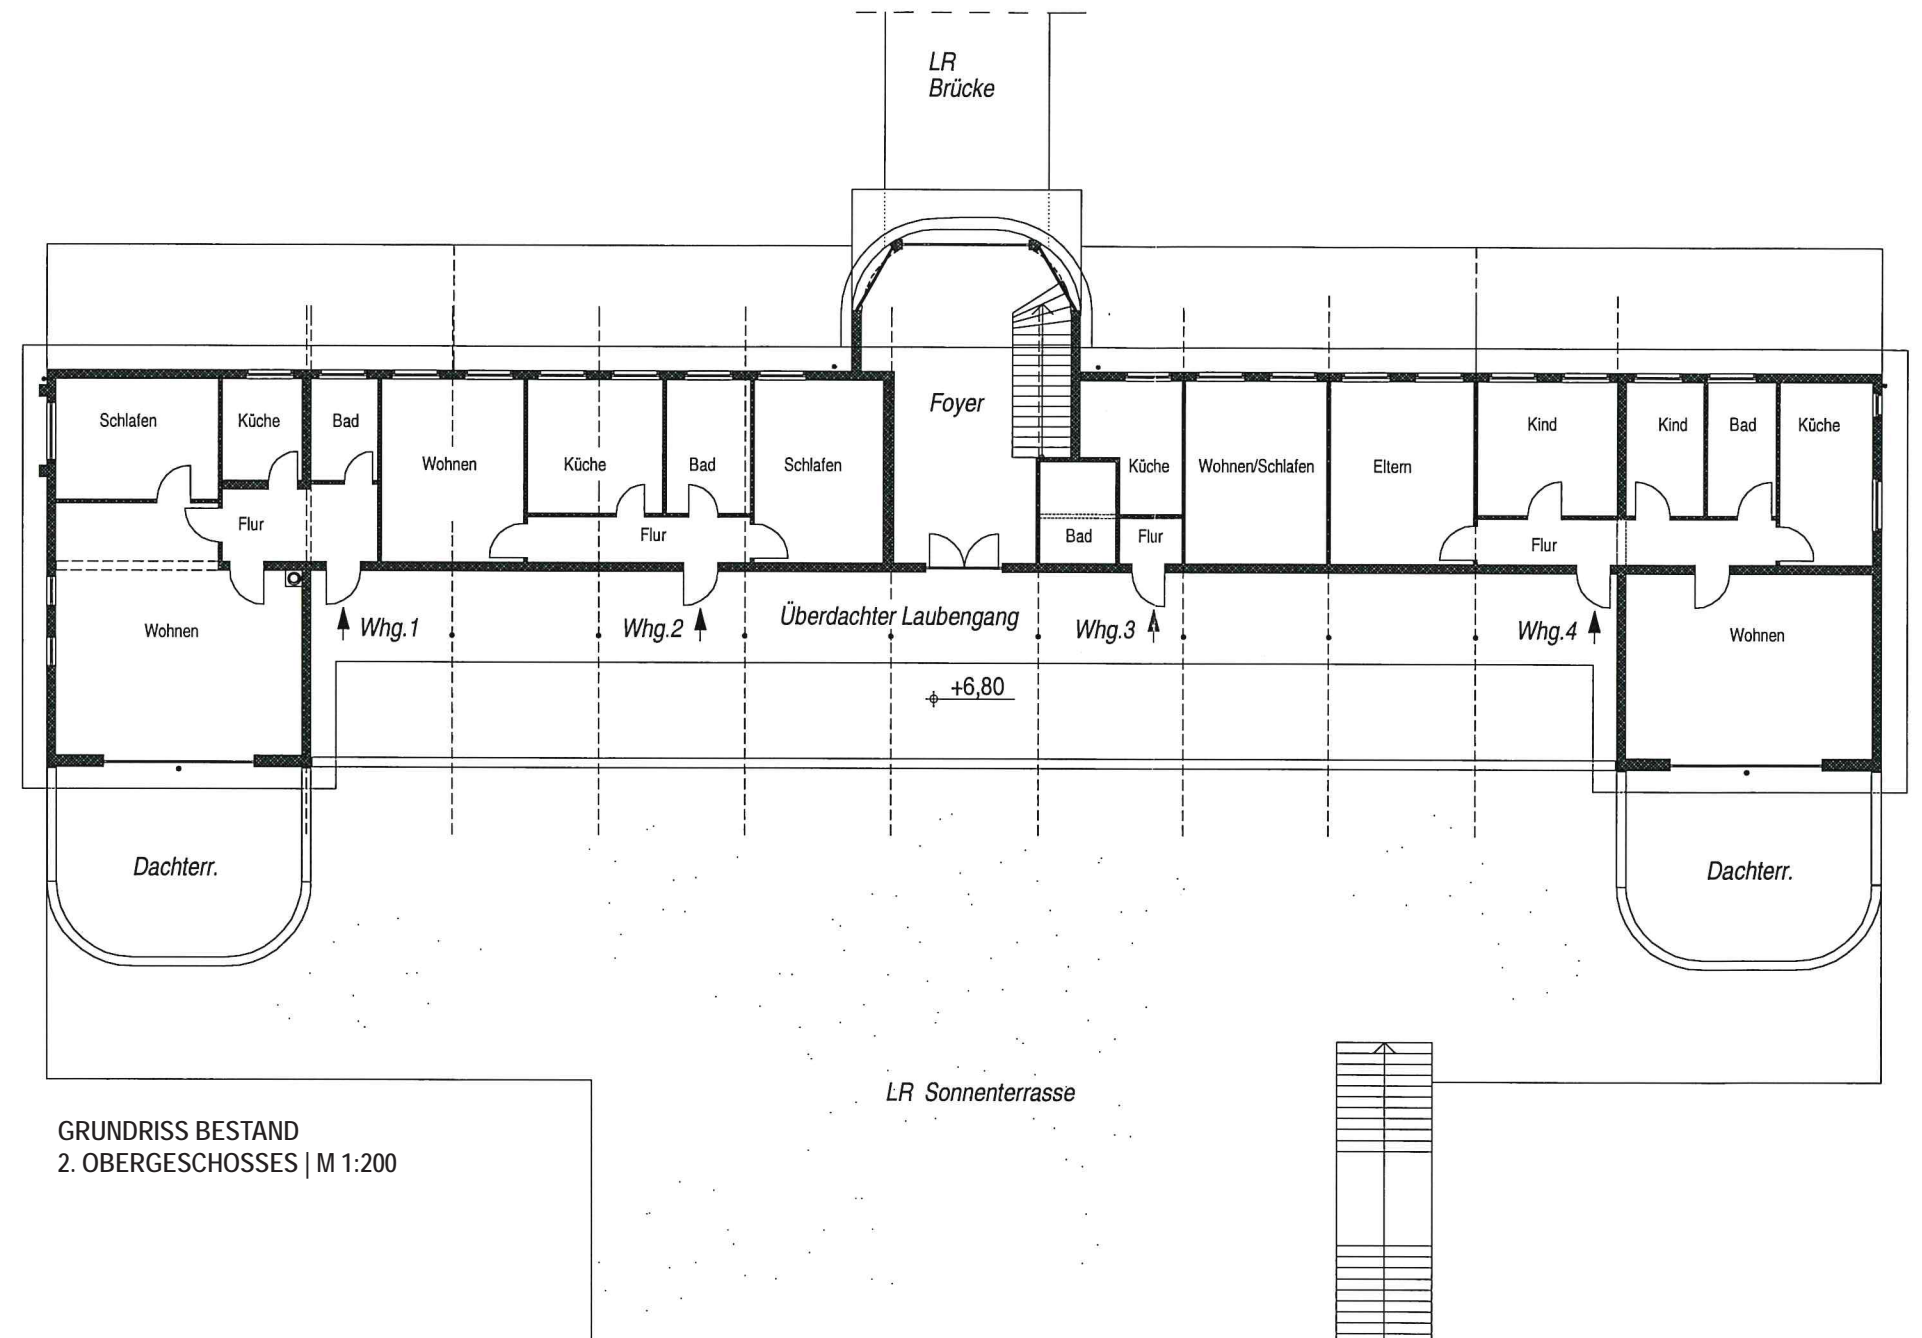 LR
Brücke
Foyer
Schlafen
Küche
Bad
Wohnen
Küche
Bad
Schlafen
Küche
Wohnen/Schlafen
Eltern
Kind
Kind
Bad
Küche
Flur
Flur
Bad
Flur
Flur
Wohnen
Whg.1
Whg.2
Überdachter Laubengang
Whg.3
Whg.4
Wohnen
+6,80
Dachterr.
Dachterr.
LR Sonnenterrasse
GRUNDRISS BESTAND
2. OBERGESCHOSSES | M 1:200